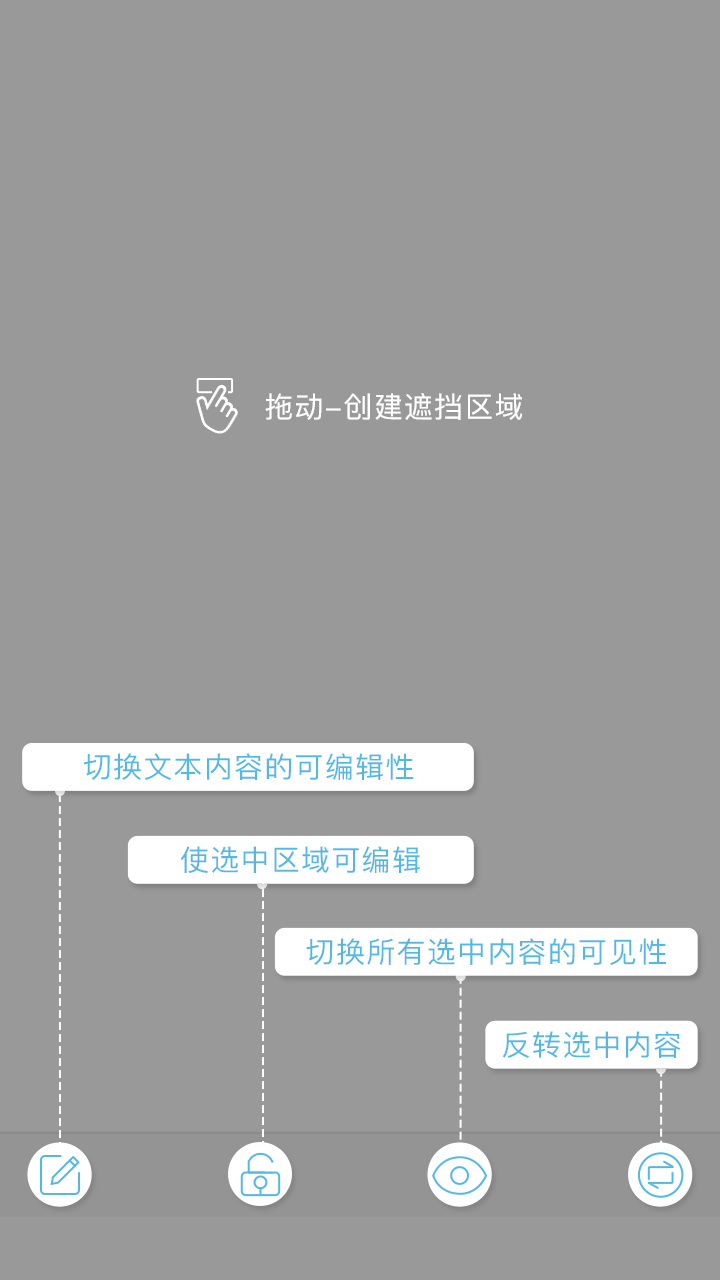 拖动-创建遮挡区域
切换文本内容的可编辑性
使选中区域可编辑
切换所有选中内容的可见性
反转选中内容